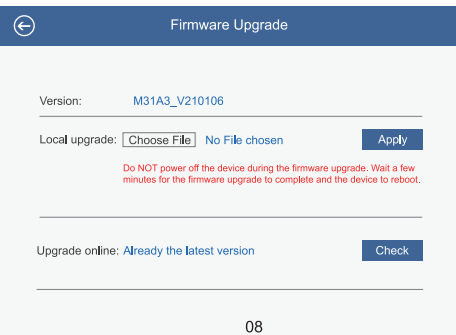 Firmware Upgrade
Version: M31A3_V210106
Local upgrade: Choose File No File chosen Apply
Do NOT power off the device during the firmware upgrade. Wait a few
minutes for the firmware upgrade to complete and the device to reboot.
Upgrade online: Already the latest version Check
08